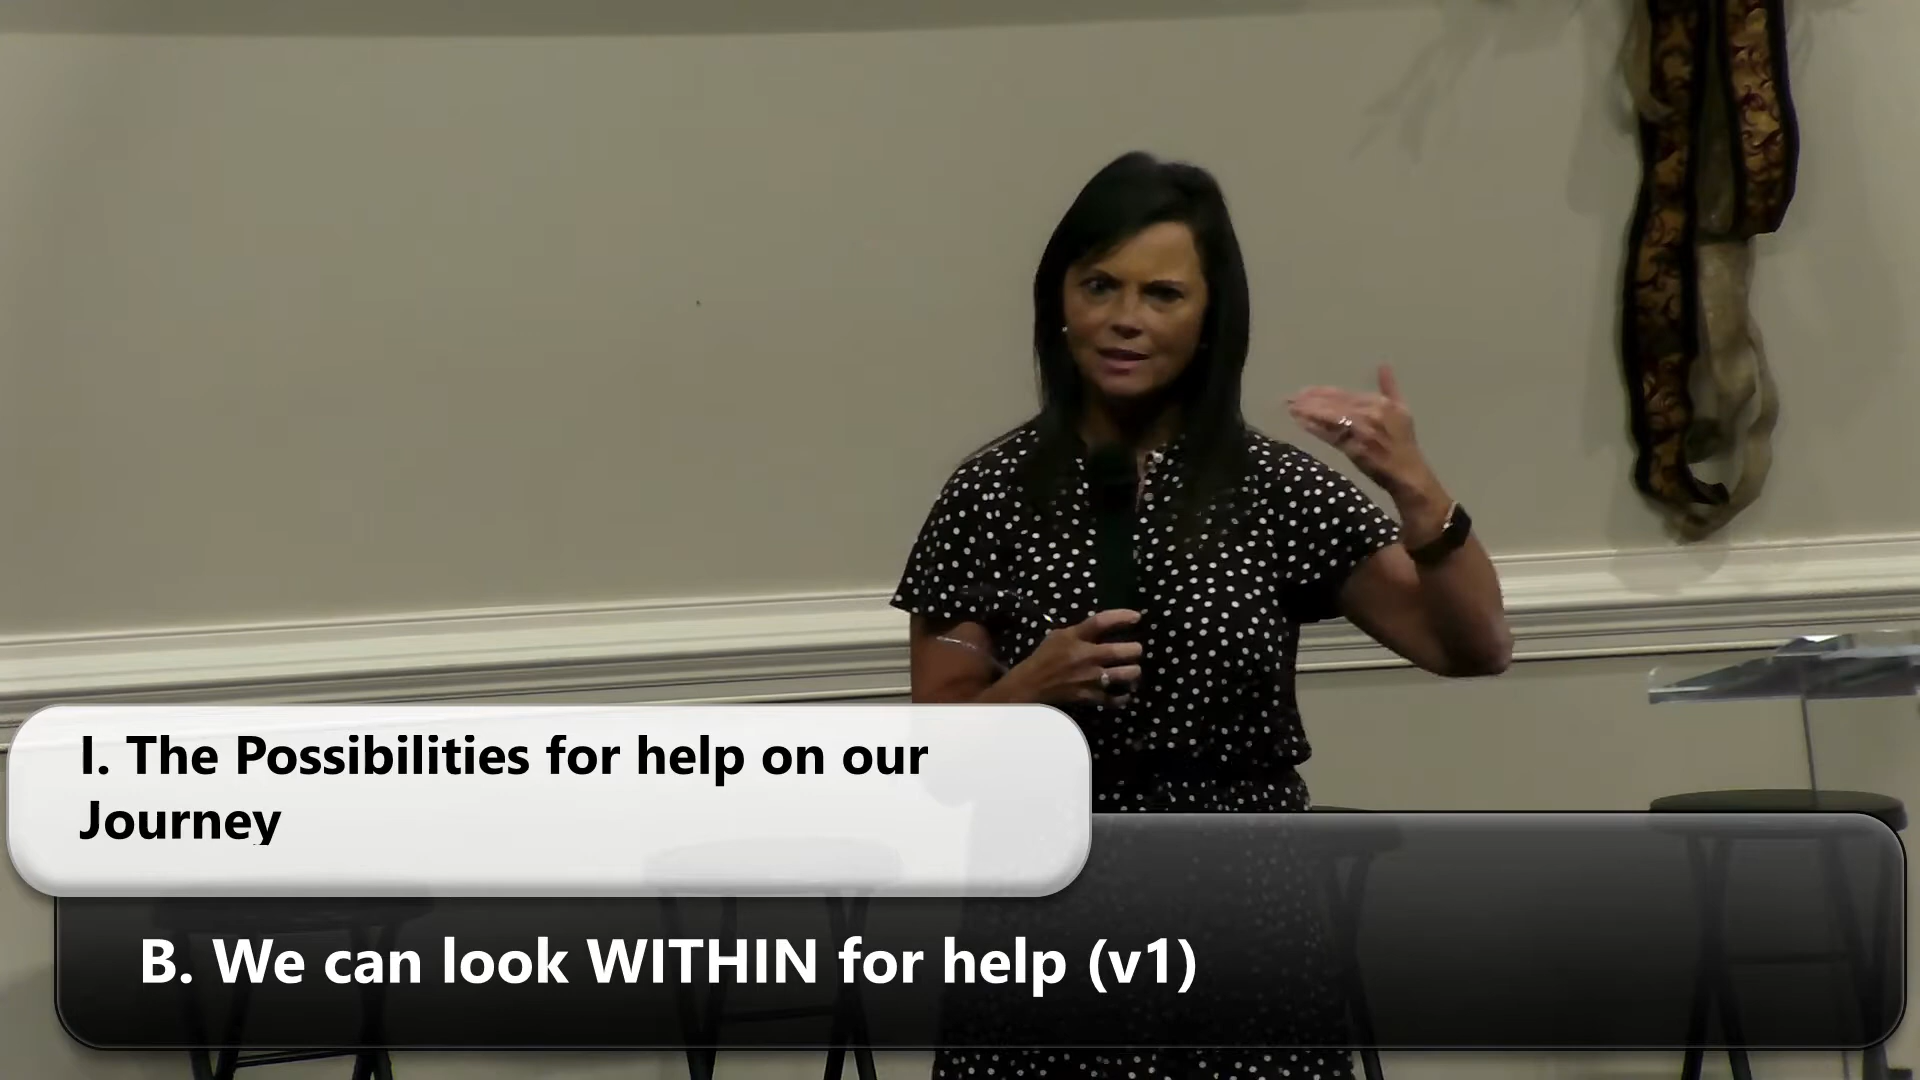 I. The Possibilities for help on our
Journey
B. We can look WITHIN for help (v1)